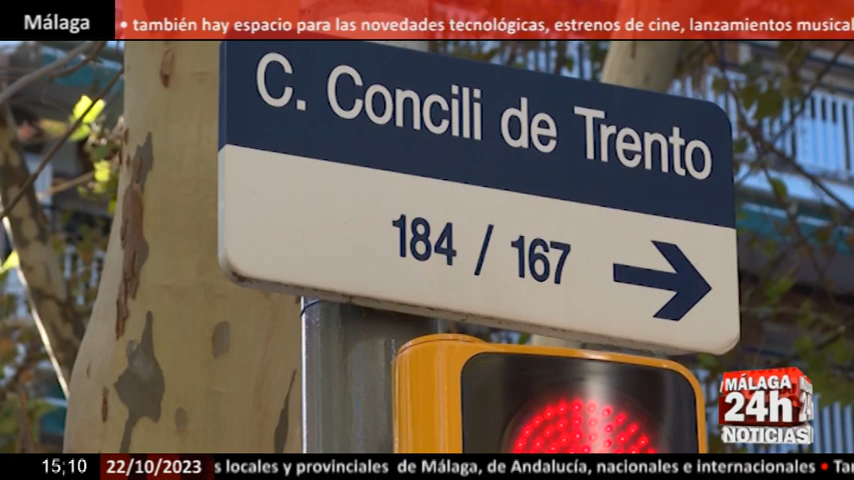 Málaga
• también hay espacio para las novedades tecnológicas, estrenos de cine, lanzamientos musical
C. Concili de Trento
184 / 167
MÁLAGA
24h
NOTICIAS
15:10
22/10/2023
s locales y provinciales de Málaga, de Andalucía, nacionales e internacionales • Tar